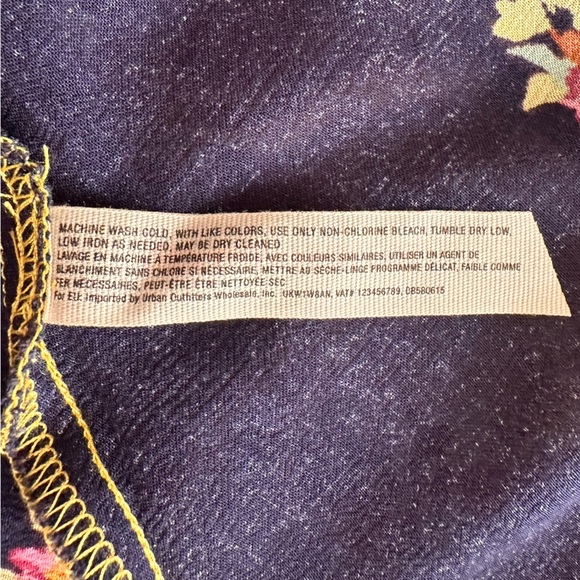 MACHINE WASH COLD, WITH LIKE COLORS, USE ONLY NON-CHLORINE BLEACH, TUMBLE DRY LOW,
LOW IRON AS NEEDED, MAY BE DRY CLEANED
LAVAGE EN MACHINE À TEMPÉRATURE FROIDE, AVEC COULEURS SIMILAIRES, UTILISER UN AGENT DE
BLANCHIMENT SANS CHLORE SI NÉCESSAIRE, METTRE AU SÈCHE-LINGE PROGRAMME DÉLICAT, FAIBLE COMME
FER NÉCESSAIRES, PEUT-ÊTRE ÊTRE NETTOYÉE SEC
For EU: Imported by Urban Outfitters Wholesale, Inc. UKW1W8AN, VAT# 123456789, GB580615